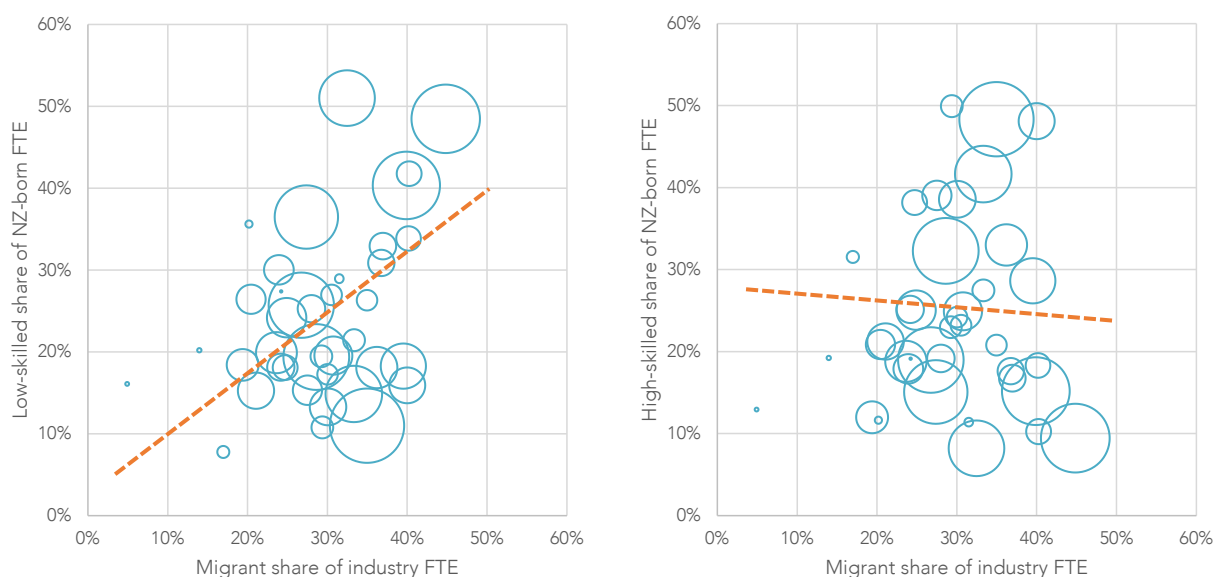 60%
50%
40%
30%
20%
10%
0%
Low-skilled share of NZ-born FTE
0% 10% 20% 30% 40% 50% 60%
Migrant share of industry FTE
60%
50%
40%
30%
20%
10%
0%
High-skilled share of NZ-born FTE
0% 10% 20% 30% 40% 50% 60%
Migrant share of industry FTE